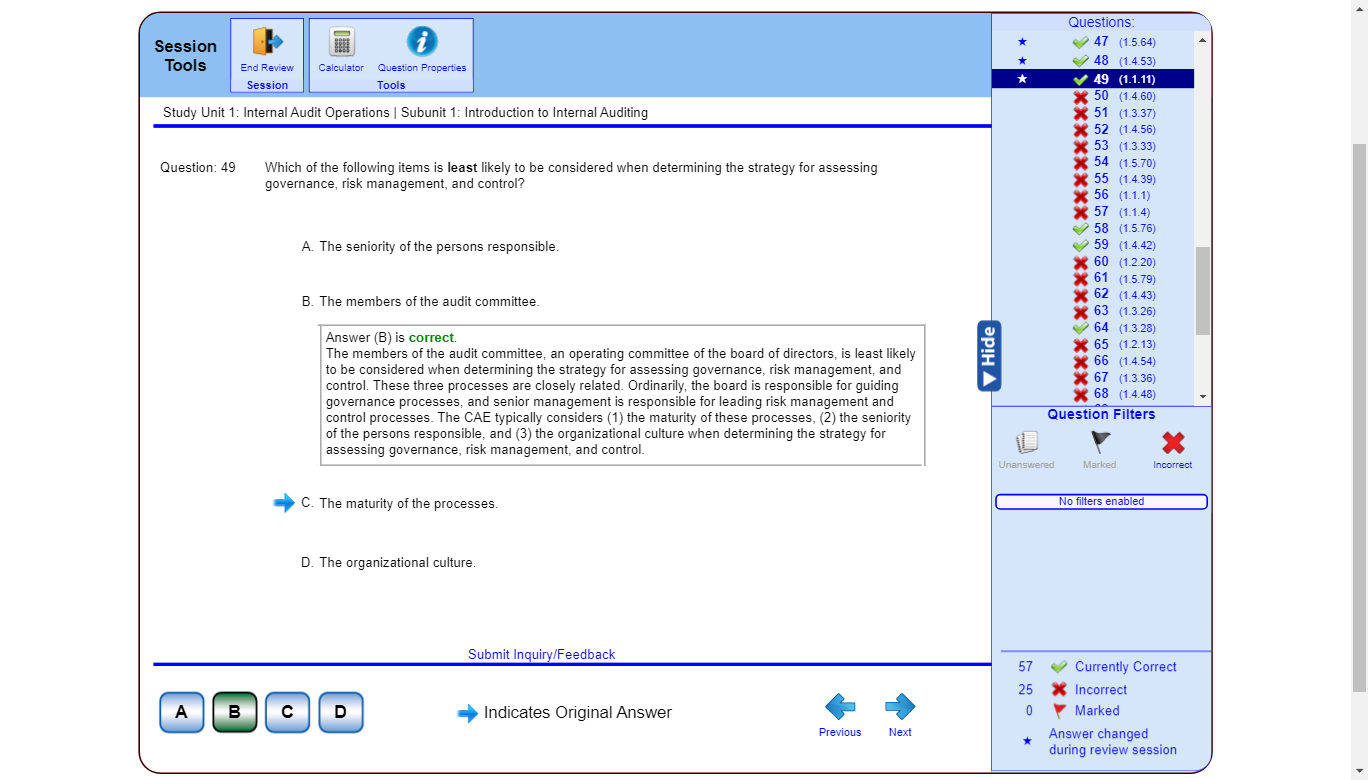 Session
Tools
End Review
Session
Calculator
Question Properties
Tools
Study Unit 1: Internal Audit Operations | Subunit 1: Introduction to Internal Auditing
Question: 49
Which of the following items is least likely to be considered when determining the strategy for assessing
governance, risk management, and control?
A. The seniority of the persons responsible.
B. The members of the audit committee.
Answer (B) is correct.
The members of the audit committee, an operating committee of the board of directors, is least likely
to be considered when determining the strategy for assessing governance, risk management, and
control. These three processes are closely related. Ordinarily, the board is responsible for guiding
governance processes, and senior management is responsible for leading risk management and
control processes. The CAE typically considers (1) the maturity of these processes, (2) the seniority
of the persons responsible, and (3) the organizational culture when determining the strategy for
assessing governance, risk management, and control.
C. The maturity of the processes.
D. The organizational culture.
Submit Inquiry/Feedback
A
B
C
D
Indicates Original Answer
Previous
Next
Hide
Questions:
47 (1.5.64)
48 (1.4.53)
49 (1.1.11)
50 (1.4.60)
51 (1.3.37)
52 (1.4.56)
53 (1.3.33)
54 (1.5.70)
55 (1.4.39)
56 (1.1.1)
57 (1.1.4)
58 (1.5.76)
59 (1.4.42)
60 (1.2.20)
61 (1.5.79)
62 (1.4.43)
63 (1.3.26)
64 (1.3.28)
65 (1.2.13)
66 (1.4.54)
67 (1.3.36)
68 (1.4.48)
Question Filters
Unanswered
Marked
Incorrect
No filters enabled
57 Currently Correct
25 Incorrect
0 Marked
Answer changed
during review session